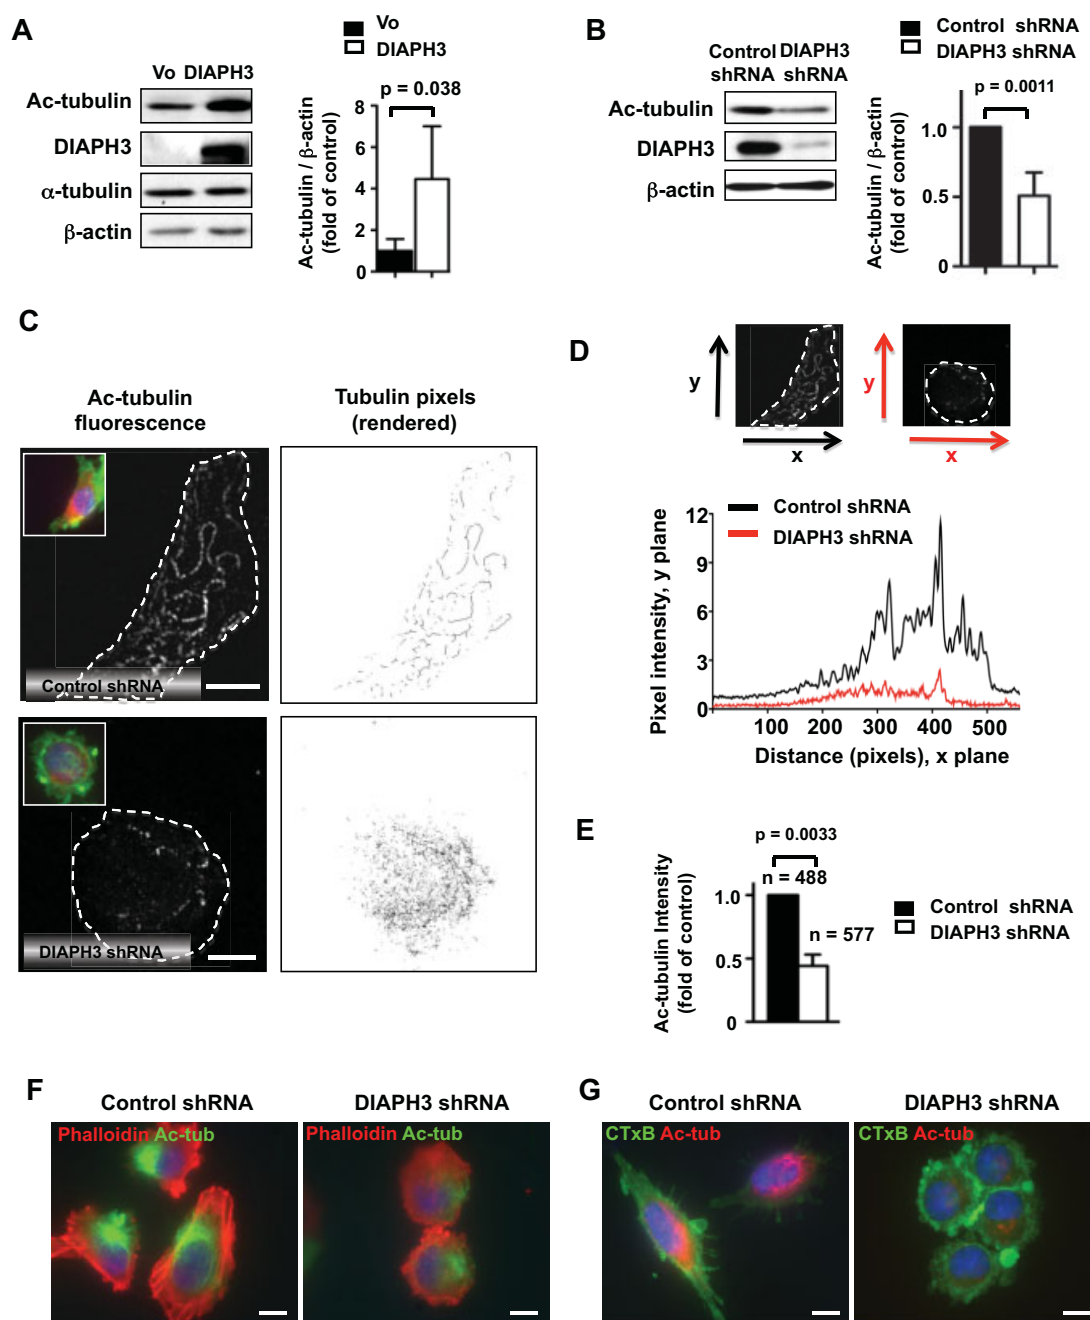 A
Vo
DIAPH3
Vo DIAPH3
Ac-tubulin
DIAPH3
α-tubulin
β-actin
p = 0.038
Ac-tubulin / β-actin
(fold of control)
8
6
4
2
0
B
Control shRNA
DIAPH3 shRNA
Control DIAPH3
shRNA shRNA
Ac-tubulin
DIAPH3
β-actin
p = 0.0011
Ac-tubulin / β-actin
(fold of control)
1.0
0.5
0
C
Ac-tubulin
fluorescence
Tubulin pixels
(rendered)
Control shRNA
DIAPH3 shRNA
D
y
x
y
x
Control shRNA
DIAPH3 shRNA
Pixel intensity, y plane
12
9
6
3
0
100 200 300 400 500
Distance (pixels), x plane
E
p = 0.0033
n = 488
n = 577
Ac-tubulin Intensity
(fold of control)
1.0
0.5
0
Control shRNA
DIAPH3 shRNA
F
Control shRNA
DIAPH3 shRNA
Phalloidin Ac-tub
Phalloidin Ac-tub
G
Control shRNA
DIAPH3 shRNA
CTxB Ac-tub
CTxB Ac-tub